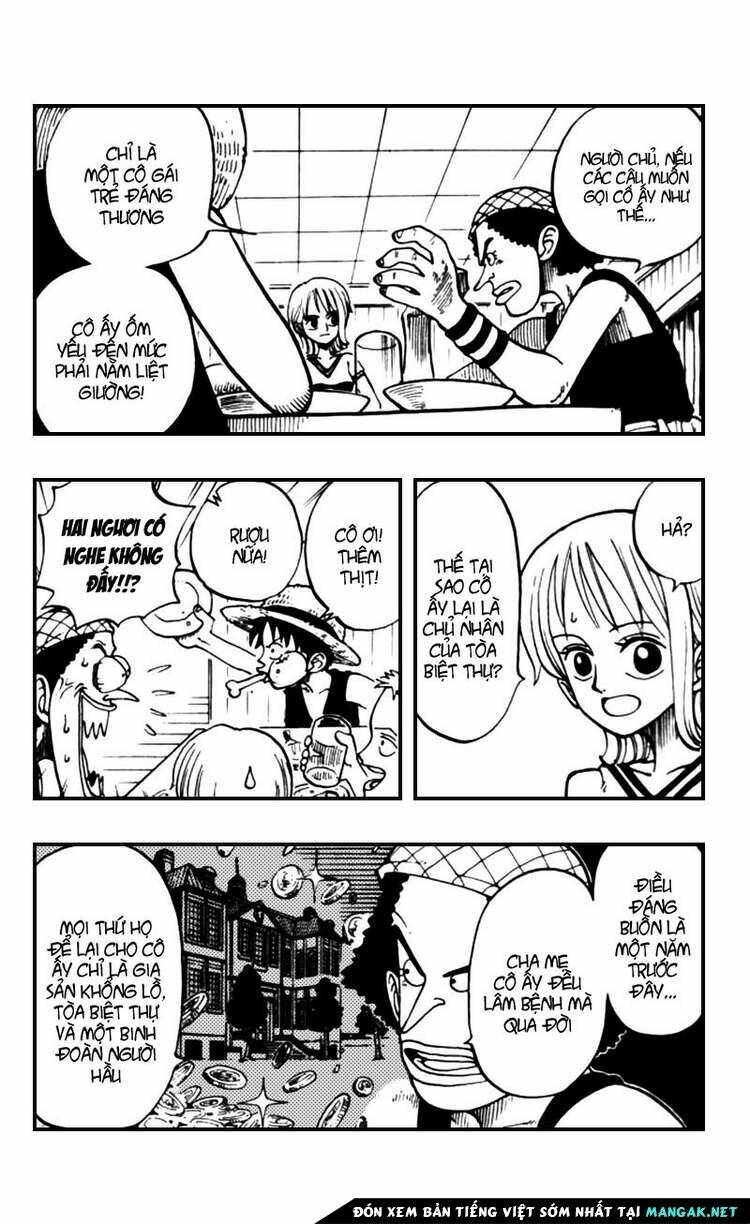 NGƯỜI CHỦ, NẾU
CÁC CẬU MUỐN
GỌI CÔ ẤY NHƯ
THẾ...
CHỈ LÀ
MỘT CÔ GÁI
TRẺ ĐÁNG
THƯƠNG
CÔ ẤY ỐM
YẾU ĐẾN MỨC
PHẢI NẰM LIỆT
GIƯỜNG!
HẢ?
THẾ TẠI
SAO CÔ
ẤY LẠI LÀ
CHỦ NHÂN
CỦA TÒA
BIỆT THỰ?
CÔ ƠI!
THÊM
THỊT!
RƯỢU
NỮA!
HAI NGƯƠI CÓ
NGHE KHÔNG
ĐẤY!!?
ĐIỀU
ĐÁNG
BUỒN LÀ
MỘT NĂM
TRƯỚC
ĐÂY...
CHA MẸ
CÔ ẤY ĐỀU
LÂM BỆNH MÀ
QUA ĐỜI
MỌI THỨ HỌ
ĐỂ LẠI CHO CÔ
ẤY CHỈ LÀ GIA
SẢN KHỔNG LỒ,
TÒA BIỆT THỰ
VÀ MỘT BINH
ĐOÀN NGƯỜI
HẦU
ĐÓN XEM BẢN TIẾNG VIỆT SỚM NHẤT TẠI MANGAK.NET